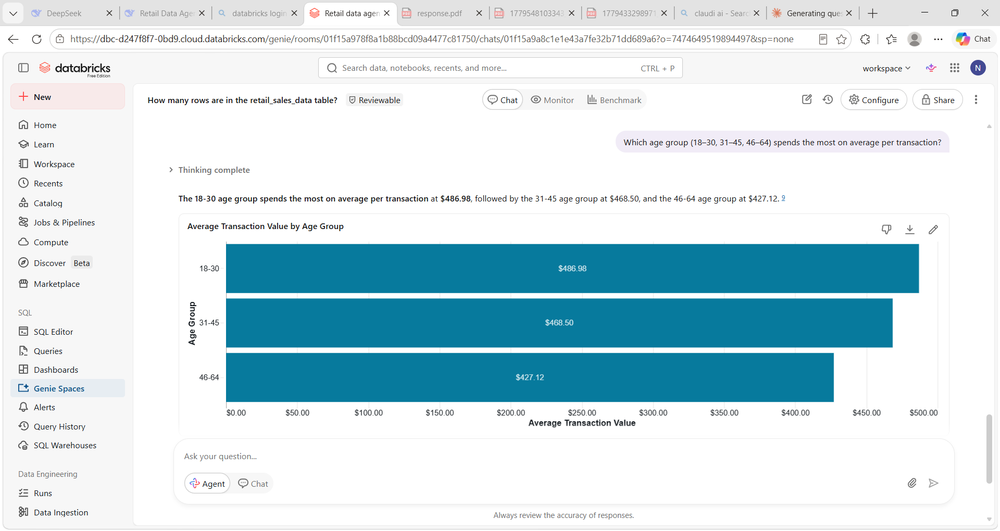 DeepSeek
Retail Data Agen
databricks login
Retail data agen
response.pdf
1779548103343
1779433298971
claudi ai - Searc
Generating ques
https://dbc-d247f8f7-0bd9.cloud.databricks.com/genie/rooms/01f15a978f8a1b88bcd09a4477c81750/chats/01f15a9a8c1e1e43a7fe32b71dd689a6?o=7474649519894497&sp=none
Chat
databricks
Free Edition
Search data, notebooks, recents, and more...
CTRL + P
workspace
N
New
Home
Learn
Workspace
Recents
Catalog
Jobs & Pipelines
Compute
Discover Beta
Marketplace
SQL
SQL Editor
Queries
Dashboards
Genie Spaces
Alerts
Query History
SQL Warehouses
Data Engineering
Runs
Data Ingestion
How many rows are in the retail_sales_data table?
Reviewable
Chat
Monitor
Benchmark
Configure
Share
Which age group (18–30, 31–45, 46–64) spends the most on average per transaction?
Thinking complete
The 18-30 age group spends the most on average per transaction at $486.98, followed by the 31-45 age group at $468.50, and the 46-64 age group at $427.12. 9
Average Transaction Value by Age Group
Age Group
18-30
$486.98
31-45
$468.50
46-64
$427.12
$0.00 $50.00 $100.00 $150.00 $200.00 $250.00 $300.00 $350.00 $400.00 $450.00 $500.00
Average Transaction Value
Ask your question...
Agent
Chat
Always review the accuracy of responses.